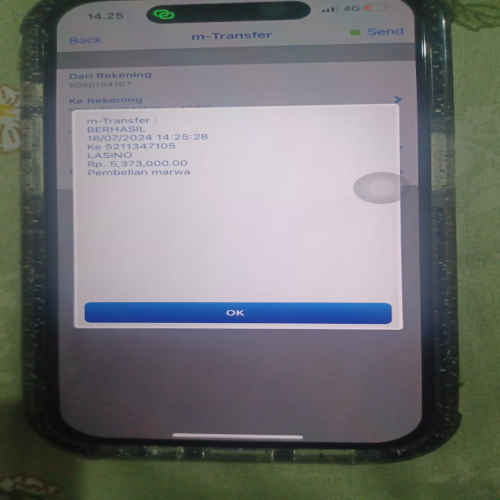 14.25
4G
Back
m-Transfer
Send
Dari Rekening
5050154167
Ke Rekening
m-Transfer :
BERHASIL
16/07/2024 14:25:28
Ke 5211347105
LASINO
Rp. 5,373,000.00
Pembelian marwa
OK